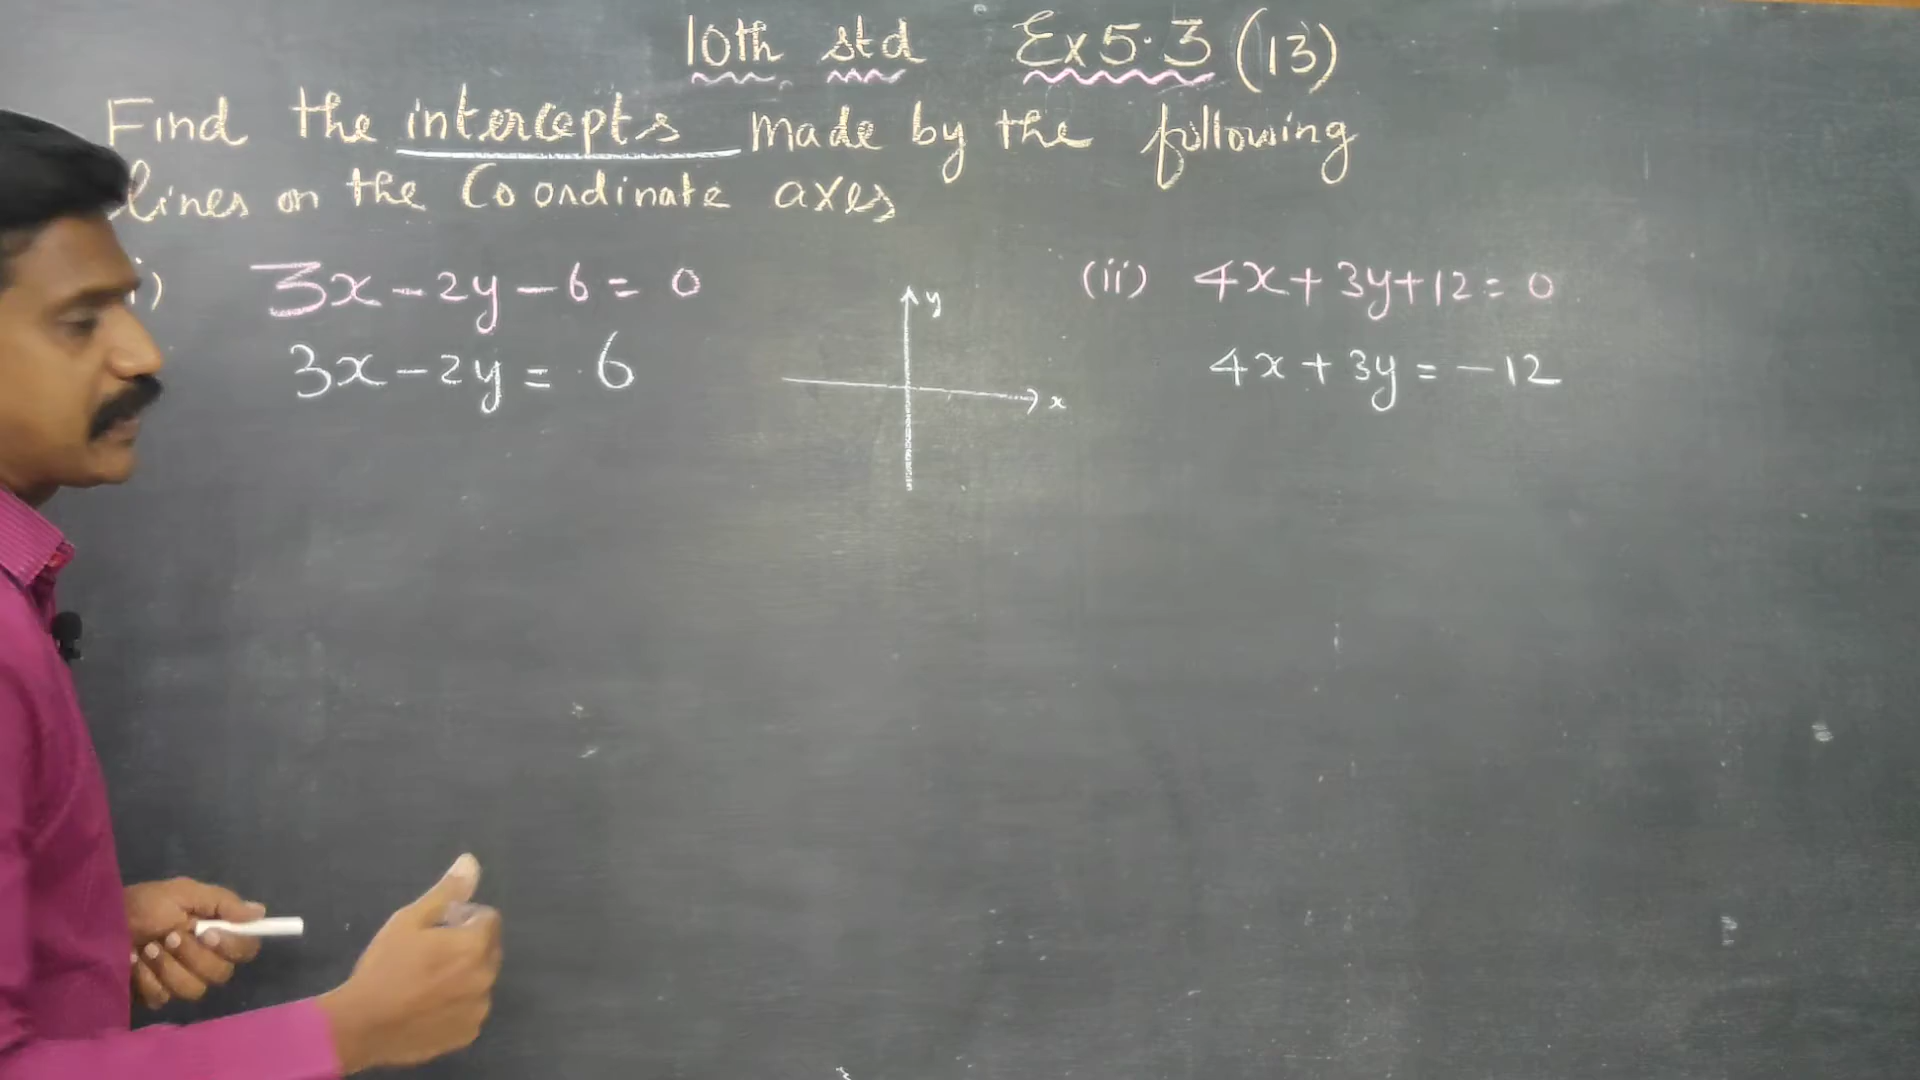 10th std Ex 5.3 (13)
Find the intercepts made by the following
lines on the Coordinate axes
i) 3x - 2y - 6 = 0
3x - 2y = 6
y
x
(ii) 4x + 3y + 12 = 0
4x + 3y = -12